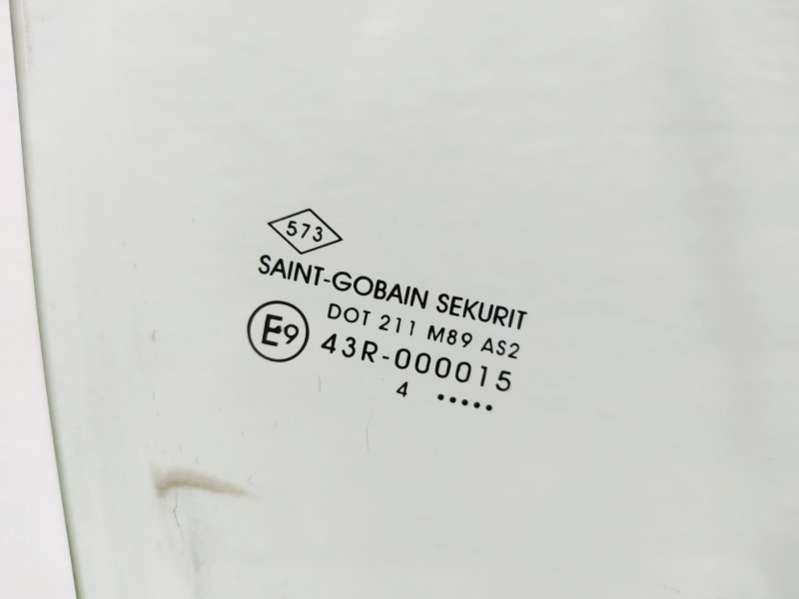 573
SAINT-GOBAIN SEKURIT
DOT 211 M89 AS2
E9 43R-000015
4 •••••